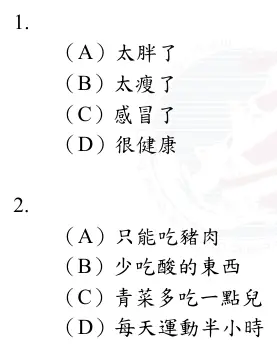 1.
（A）太胖了
（B）太瘦了
（C）感冒了
（D）很健康
2.
（A）只能吃豬肉
（B）少吃酸的東西
（C）青菜多吃一點兒
（D）每天運動半小時